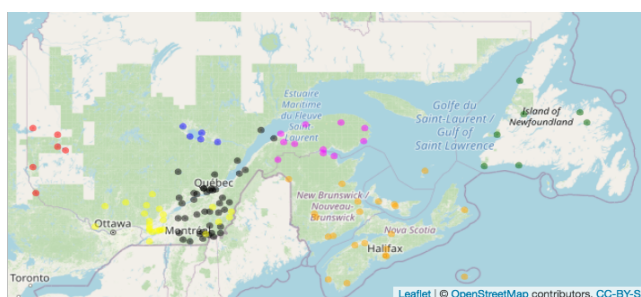 Estuaire
Maritime
du Fleuve
Saint-
Laurent
Golfe du
Saint-Laurent /
Gulf of
Saint Lawrence
Island of
Newfoundland
Québec
New Brunswick /
Nouveau-
Brunswick
Ottawa
Montréal
Nova Scotia
Halifax
Toronto
Leaflet | © OpenStreetMap contributors, CC-BY-S